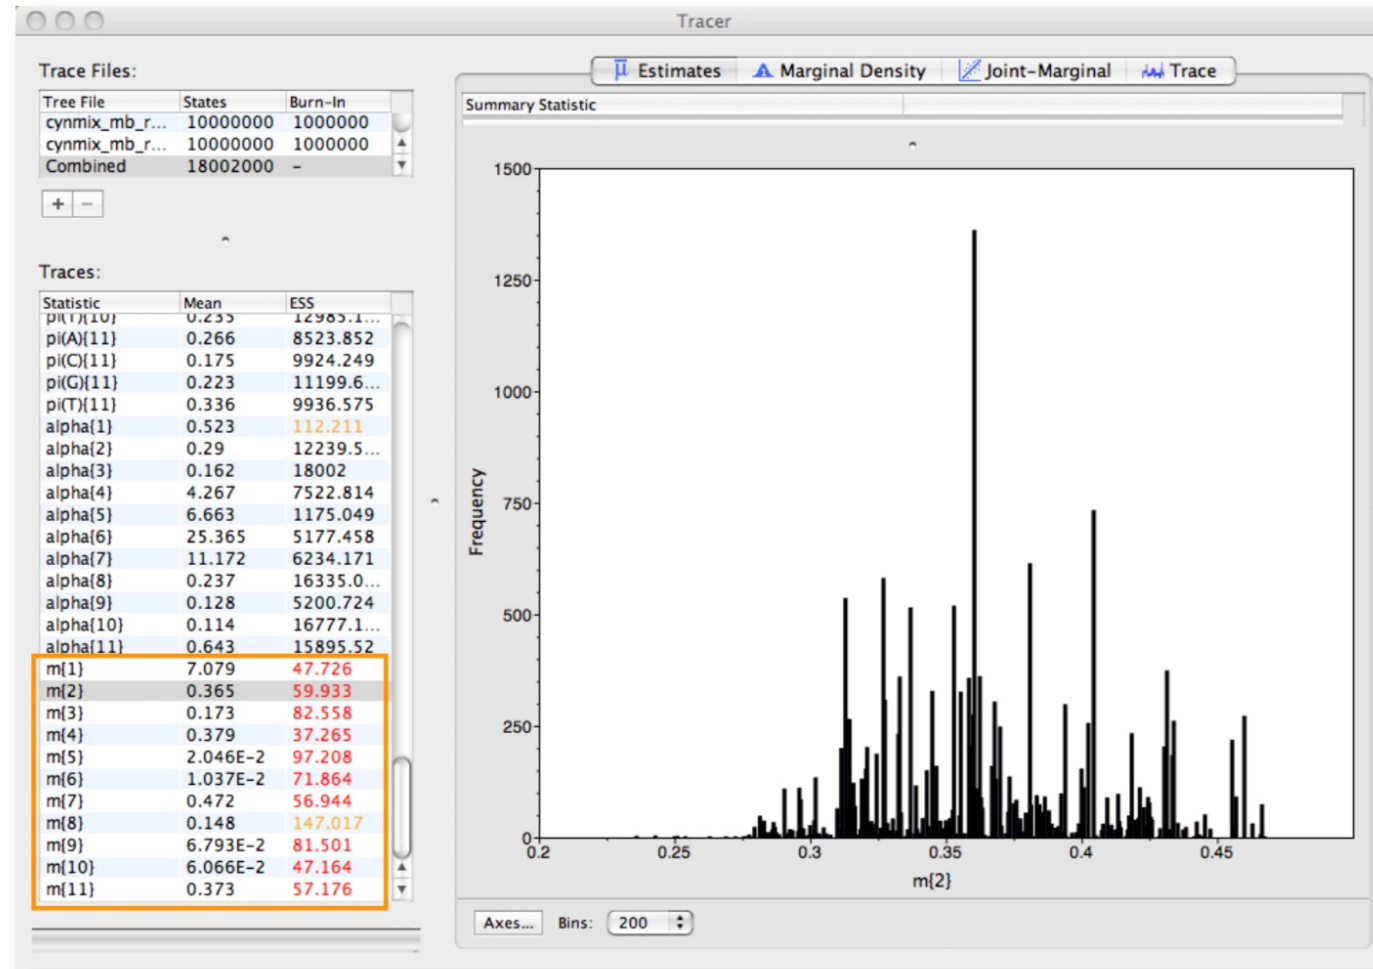 Tracer
Trace Files:
Tree File States Burn-In
cynmix_mb_r... 10000000 1000000
cynmix_mb_r... 10000000 1000000
Combined 18002000 -
+ -
Traces:
Statistic Mean ESS
pi(T){10} 0.235 12985.1...
pi(A){11} 0.266 8523.852
pi(C){11} 0.175 9924.249
pi(G){11} 0.223 11199.6...
pi(T){11} 0.336 9936.575
alpha{1} 0.523 112.211
alpha{2} 0.29 12239.5...
alpha{3} 0.162 18002
alpha{4} 4.267 7522.814
alpha{5} 6.663 1175.049
alpha{6} 25.365 5177.458
alpha{7} 11.172 6234.171
alpha{8} 0.237 16335.0...
alpha{9} 0.128 5200.724
alpha{10} 0.114 16777.1...
alpha{11} 0.643 15895.52
m{1} 7.079 47.726
m{2} 0.365 59.933
m{3} 0.173 82.558
m{4} 0.379 37.265
m{5} 2.046E-2 97.208
m{6} 1.037E-2 71.864
m{7} 0.472 56.944
m{8} 0.148 147.017
m{9} 6.793E-2 81.501
m{10} 6.066E-2 47.164
m{11} 0.373 57.176
μ Estimates Marginal Density Joint-Marginal Trace
Summary Statistic
1500
1250
1000
750
500
250
0
Frequency
0.2 0.25 0.3 0.35 0.4 0.45
m{2}
Axes... Bins: 200